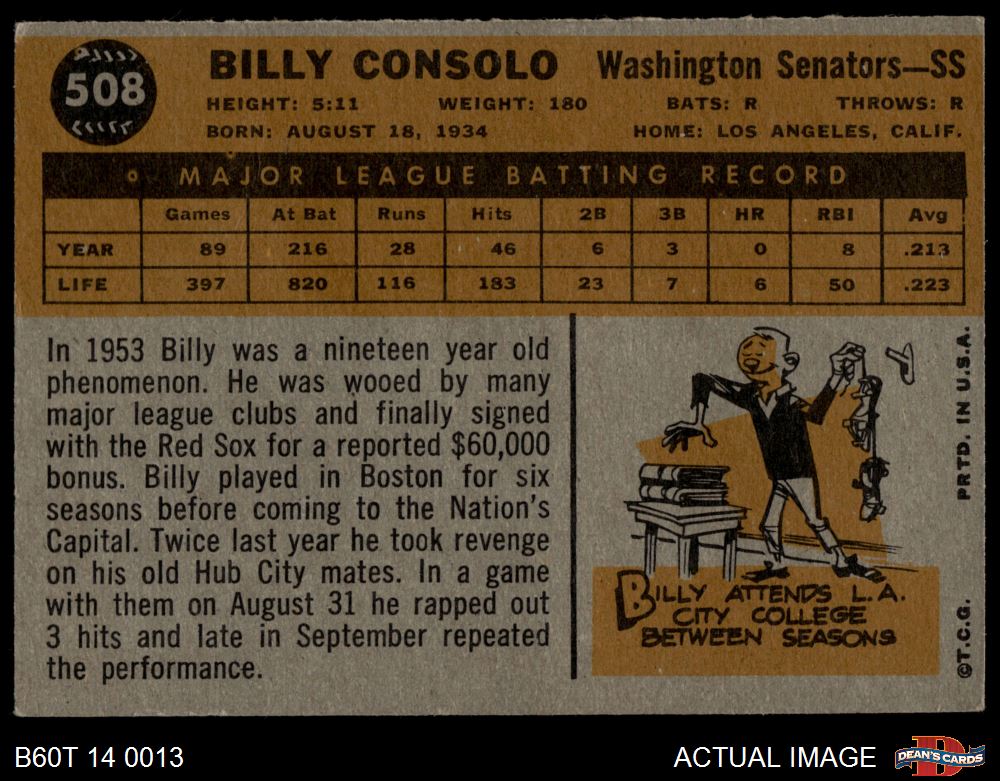 508
BILLY CONSOLO Washington Senators—SS
HEIGHT: 5:11 WEIGHT: 180 BATS: R THROWS: R
BORN: AUGUST 18, 1934 HOME: LOS ANGELES, CALIF.
MAJOR LEAGUE BATTING RECORD
Games At Bat Runs Hits 2B 3B HR RBI Avg
YEAR 89 216 28 46 6 3 0 8 .213
LIFE 397 820 116 183 23 7 6 50 .223
In 1953 Billy was a nineteen year old
phenomenon. He was wooed by many
major league clubs and finally signed
with the Red Sox for a reported $60,000
bonus. Billy played in Boston for six
seasons before coming to the Nation's
Capital. Twice last year he took revenge
on his old Hub City mates. In a game
with them on August 31 he rapped out
3 hits and late in September repeated
the performance.
BILLY ATTENDS L.A.
CITY COLLEGE
BETWEEN SEASONS
©T.C.G. PRTD. IN U.S.A.
B60T 14 0013 ACTUAL IMAGE
D
DEAN'S CARDS